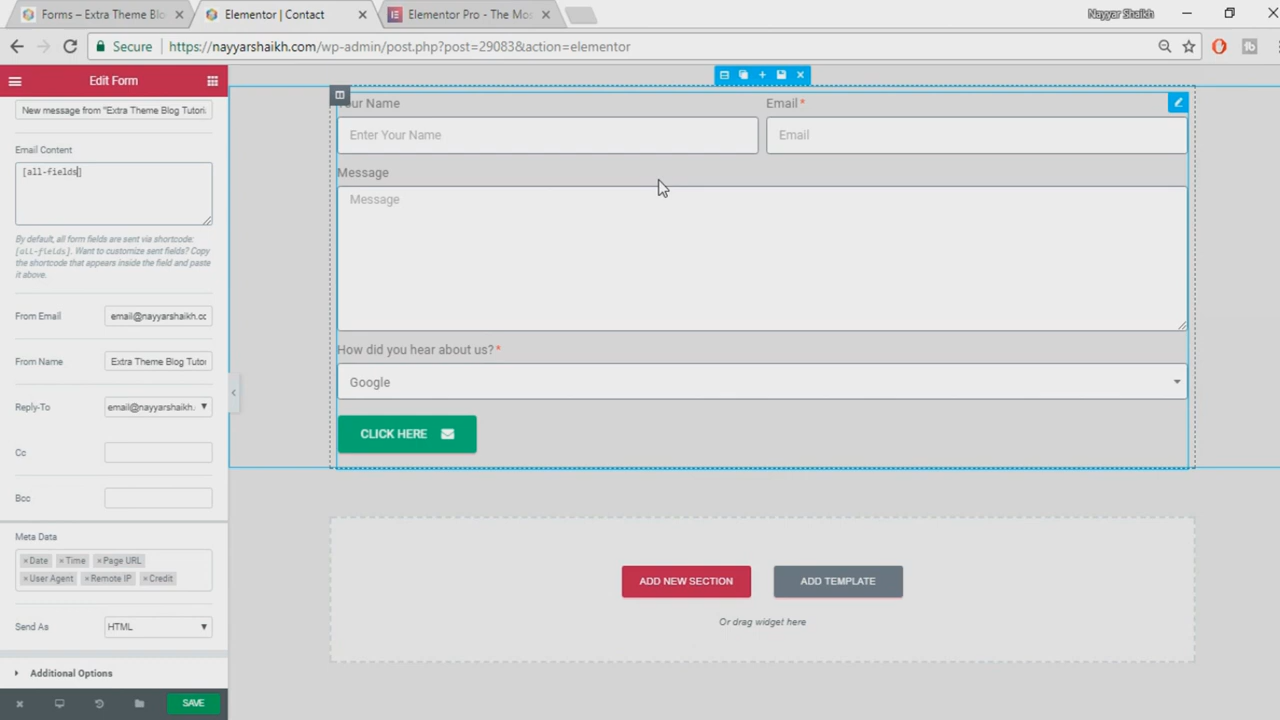 Forms – Extra Theme Blo
Elementor | Contact
Elementor Pro - The Mos
Nayyar Shaikh
Secure
https://nayyarshaikh.com/wp-admin/post.php?post=29083&action=elementor
Edit Form
New message from "Extra Theme Blog Tutori
Email Content
[all-fields]
By default, all form fields are sent via shortcode:
[all-fields]. Want to customize sent fields? Copy
the shortcode that appears inside the field and paste
it above.
From Email
email@nayyarshaikh.cc
From Name
Extra Theme Blog Tutor
Reply-To
email@nayyarshaikh.
Cc
Bcc
Meta Data
×Date ×Time ×Page URL
×User Agent ×Remote IP ×Credit
Send As
HTML
Additional Options
SAVE
Your Name
Email*
Enter Your Name
Email
Message
Message
How did you hear about us?*
Google
CLICK HERE
ADD NEW SECTION
ADD TEMPLATE
Or drag widget here